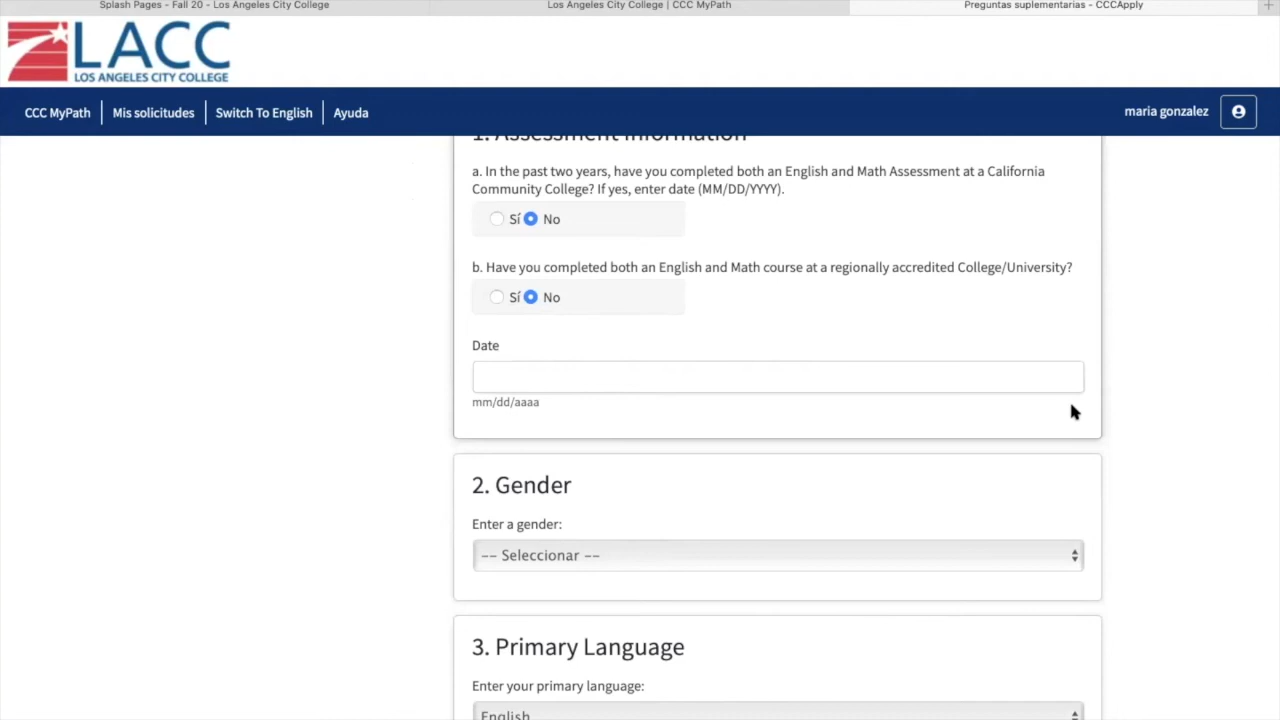 Splash Pages - Fall 20 - Los Angeles City College
Los Angeles City College | CCC MyPath
Preguntas suplementarias - CCCApply
LACC
LOS ANGELES CITY COLLEGE
CCC MyPath
Mis solicitudes
Switch To English
Ayuda
maria gonzalez
1. Assessment Information
a. In the past two years, have you completed both an English and Math Assessment at a California
Community College? If yes, enter date (MM/DD/YYYY).
Sí No
b. Have you completed both an English and Math course at a regionally accredited College/University?
Sí No
Date
mm/dd/aaaa
2. Gender
Enter a gender:
-- Seleccionar --
3. Primary Language
Enter your primary language:
English